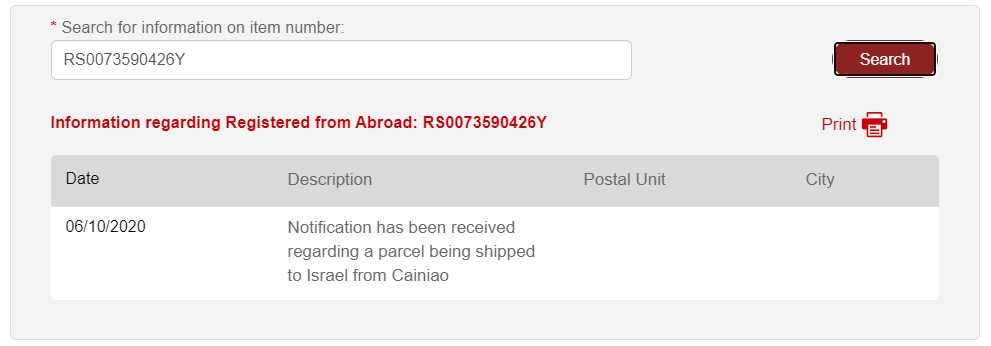 * Search for information on item number:
RS0073590426Y
Search
Information regarding Registered from Abroad: RS0073590426Y
Print
Date Description Postal Unit City
06/10/2020 Notification has been received
regarding a parcel being shipped
to Israel from Cainiao